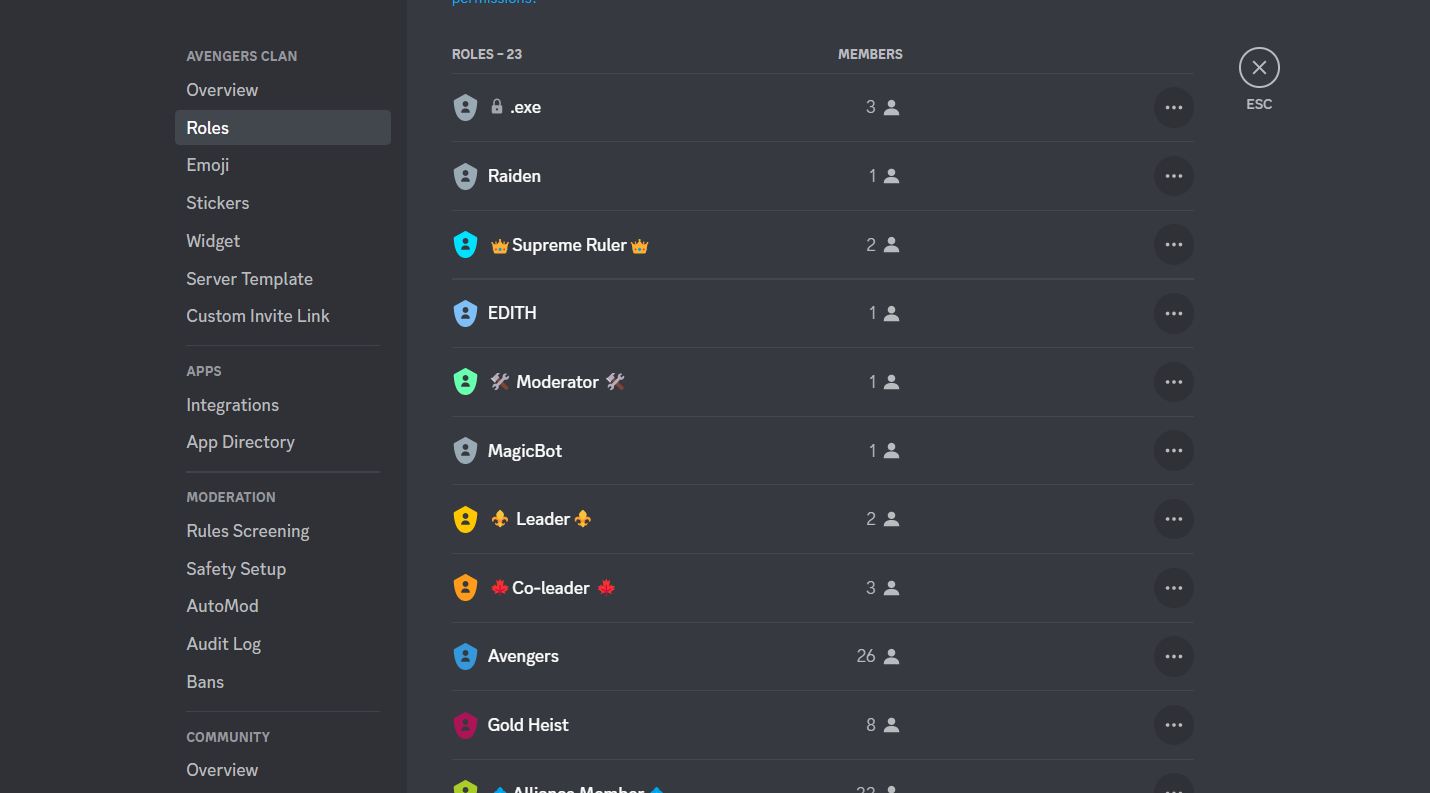 permissions?
AVENGERS CLAN
Overview
Roles
Emoji
Stickers
Widget
Server Template
Custom Invite Link
APPS
Integrations
App Directory
MODERATION
Rules Screening
Safety Setup
AutoMod
Audit Log
Bans
COMMUNITY
Overview
ROLES – 23 MEMBERS
.exe 3
Raiden 1
Supreme Ruler 2
EDITH 1
Moderator 1
MagicBot 1
Leader 2
Co-leader 3
Avengers 26
Gold Heist 8
Alliance Member 22
ESC